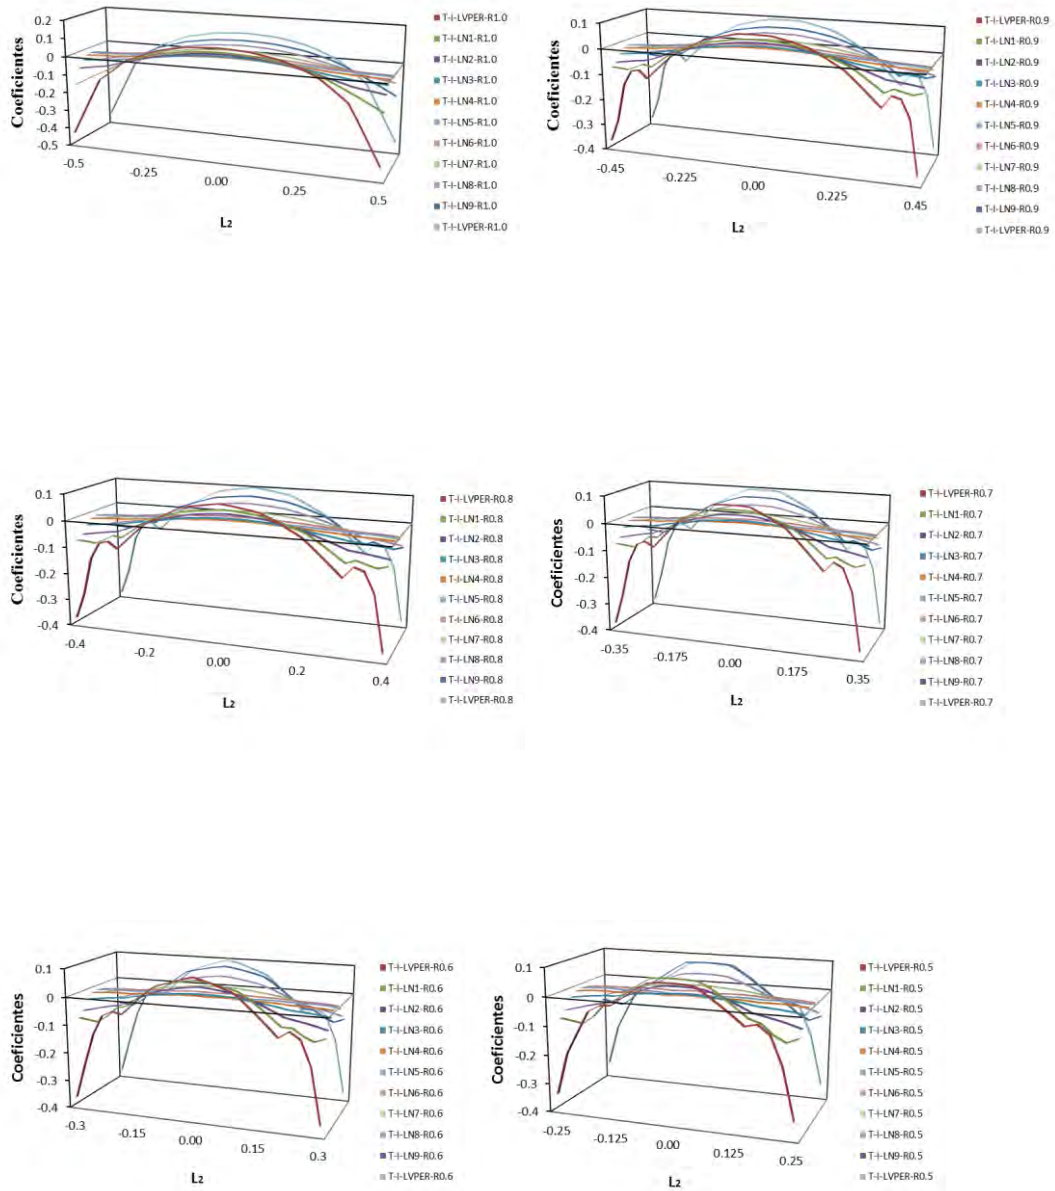 0.2
0.1
0
-0.1
-0.2
-0.3
-0.4
-0.5
Coeficientes
-0.5
-0.25
0.00
0.25
0.5
L2
T-I-LVPER-R1.0
T-I-LN1-R1.0
T-I-LN2-R1.0
T-I-LN3-R1.0
T-I-LN4-R1.0
T-I-LN5-R1.0
T-I-LN6-R1.0
T-I-LN7-R1.0
T-I-LN8-R1.0
T-I-LN9-R1.0
T-I-LVPER-R1.0
0.1
0
-0.1
-0.2
-0.3
-0.4
Coeficientes
-0.45
-0.225
0.00
0.225
0.45
L2
T-I-LVPER-R0.9
T-I-LN1-R0.9
T-I-LN2-R0.9
T-I-LN3-R0.9
T-I-LN4-R0.9
T-I-LN5-R0.9
T-I-LN6-R0.9
T-I-LN7-R0.9
T-I-LN8-R0.9
T-I-LN9-R0.9
T-I-LVPER-R0.9
0.1
0
-0.1
-0.2
-0.3
-0.4
Coeficientes
-0.4
-0.2
0.00
0.2
0.4
L2
T-I-LVPER-R0.8
T-I-LN1-R0.8
T-I-LN2-R0.8
T-I-LN3-R0.8
T-I-LN4-R0.8
T-I-LN5-R0.8
T-I-LN6-R0.8
T-I-LN7-R0.8
T-I-LN8-R0.8
T-I-LN9-R0.8
T-I-LVPER-R0.8
0.1
0
-0.1
-0.2
-0.3
-0.4
Coeficientes
-0.35
-0.175
0.00
0.175
0.35
L2
T-I-LVPER-R0.7
T-I-LN1-R0.7
T-I-LN2-R0.7
T-I-LN3-R0.7
T-I-LN4-R0.7
T-I-LN5-R0.7
T-I-LN6-R0.7
T-I-LN7-R0.7
T-I-LN8-R0.7
T-I-LN9-R0.7
T-I-LVPER-R0.7
0.1
0
-0.1
-0.2
-0.3
-0.4
Coeficientes
-0.3
-0.15
0.00
0.15
0.3
L2
T-I-LVPER-R0.6
T-I-LN1-R0.6
T-I-LN2-R0.6
T-I-LN3-R0.6
T-I-LN4-R0.6
T-I-LN5-R0.6
T-I-LN6-R0.6
T-I-LN7-R0.6
T-I-LN8-R0.6
T-I-LN9-R0.6
T-I-LVPER-R0.6
0.1
0
-0.1
-0.2
-0.3
-0.4
Coeficientes
-0.25
-0.125
0.00
0.125
0.25
L2
T-I-LVPER-R0.5
T-I-LN1-R0.5
T-I-LN2-R0.5
T-I-LN3-R0.5
T-I-LN4-R0.5
T-I-LN5-R0.5
T-I-LN6-R0.5
T-I-LN7-R0.5
T-I-LN8-R0.5
T-I-LN9-R0.5
T-I-LVPER-R0.5